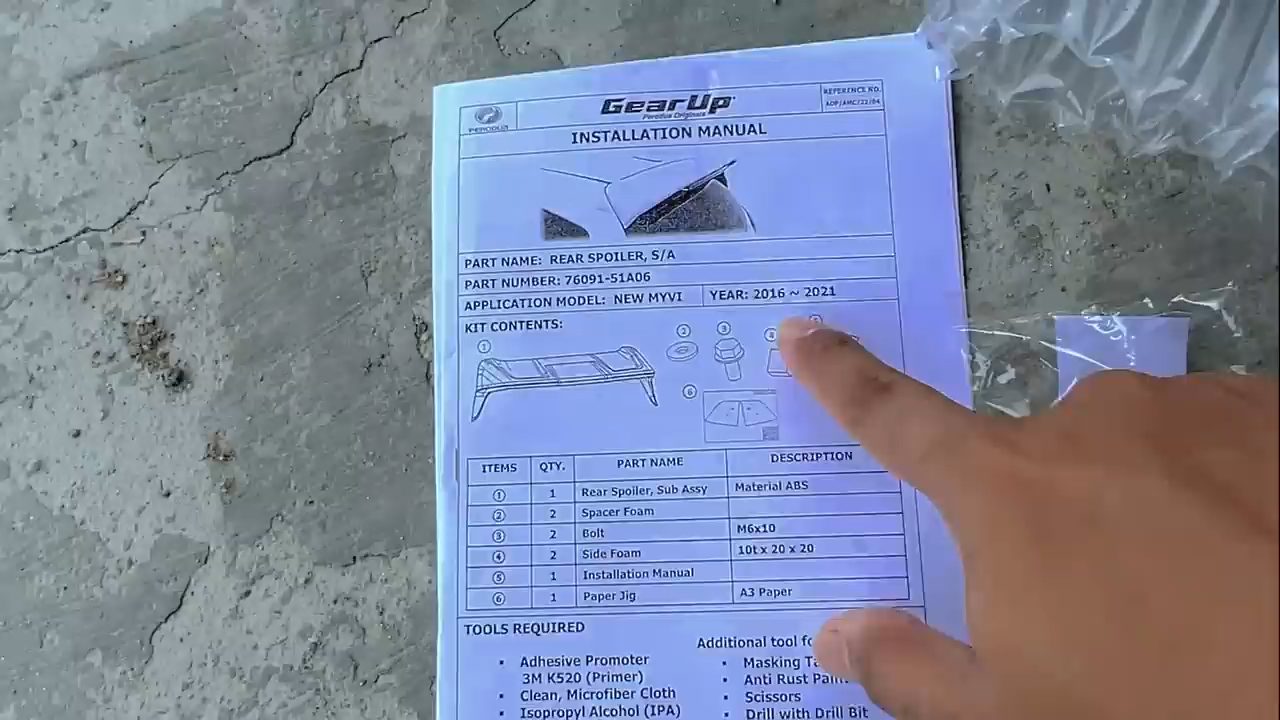 PERODUA
GearUp
Perodua Originals
REFERENCE NO.
INSTALLATION MANUAL
PART NAME: REAR SPOILER, S/A
PART NUMBER: 76091-51A06
APPLICATION MODEL: NEW MYVI YEAR: 2016 ~ 2021
KIT CONTENTS:
1 2 3 4
6
ITEMS QTY. PART NAME DESCRIPTION
1 1 Rear Spoiler, Sub Assy Material ABS
2 2 Spacer Foam
3 2 Bolt M6x10
4 2 Side Foam 10t x 20 x 20
5 1 Installation Manual
6 1 Paper Jig A3 Paper
TOOLS REQUIRED
▪ Adhesive Promoter
3M K520 (Primer)
▪ Clean, Microfiber Cloth
▪ Isopropyl Alcohol (IPA)
Additional tool
▪ Masking
▪ Anti Rust
▪ Scissors
▪ Drill with Drill Bit